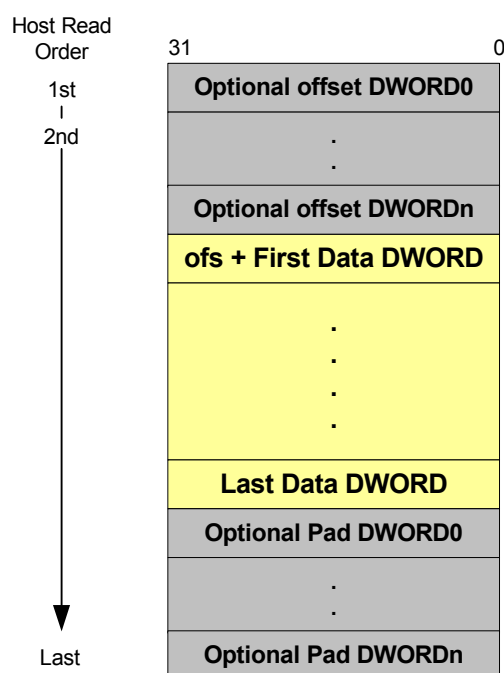 Host Read
Order
31
0
1st
Optional offset DWORD0
2nd
.
.
Optional offset DWORDn
ofs + First Data DWORD
.
.
.
.
Last Data DWORD
Optional Pad DWORD0
.
.
Last
Optional Pad DWORDn